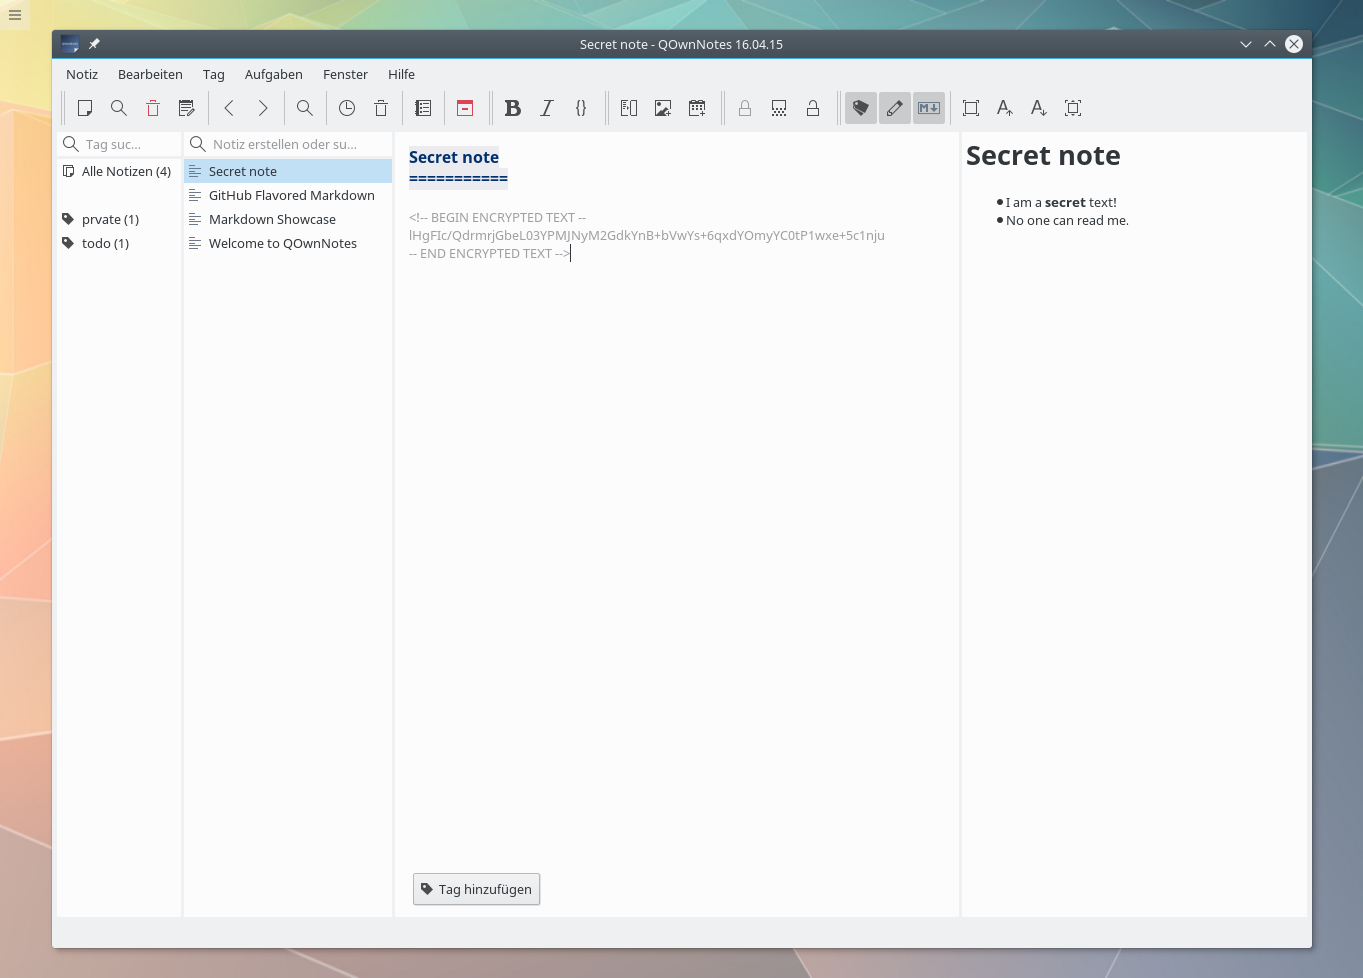 Secret note - QOwnNotes 16.04.15
Notiz Bearbeiten Tag Aufgaben Fenster Hilfe
B I {} A A
M
Tag suc...
Alle Notizen (4)
prvate (1)
todo (1)
Notiz erstellen oder su...
Secret note
GitHub Flavored Markdown
Markdown Showcase
Welcome to QOwnNotes
Secret note
===========
<!-- BEGIN ENCRYPTED TEXT --
lHgFIc/QdrmrjGbeL03YPMJNyM2GdkYnB+bVwYs+6qxdYOmyYC0tP1wxe+5c1nju
-- END ENCRYPTED TEXT -->
Tag hinzufügen
Secret note
I am a secret text!
No one can read me.